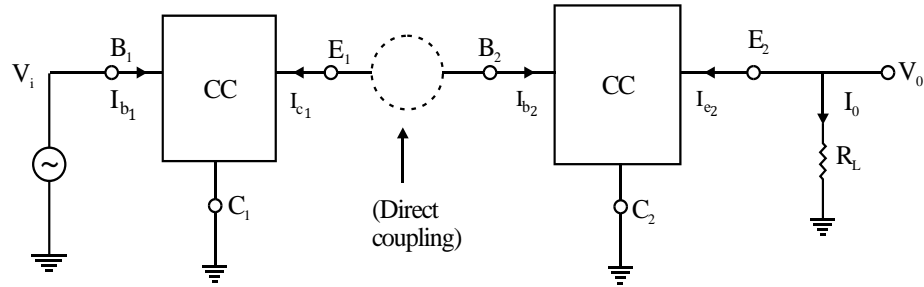 V_i
B_1
I_b1
CC
E_1
I_c1
(Direct
coupling)
C_1
B_2
I_b2
CC
C_2
E_2
I_e2
I_0
V_0
R_L
~